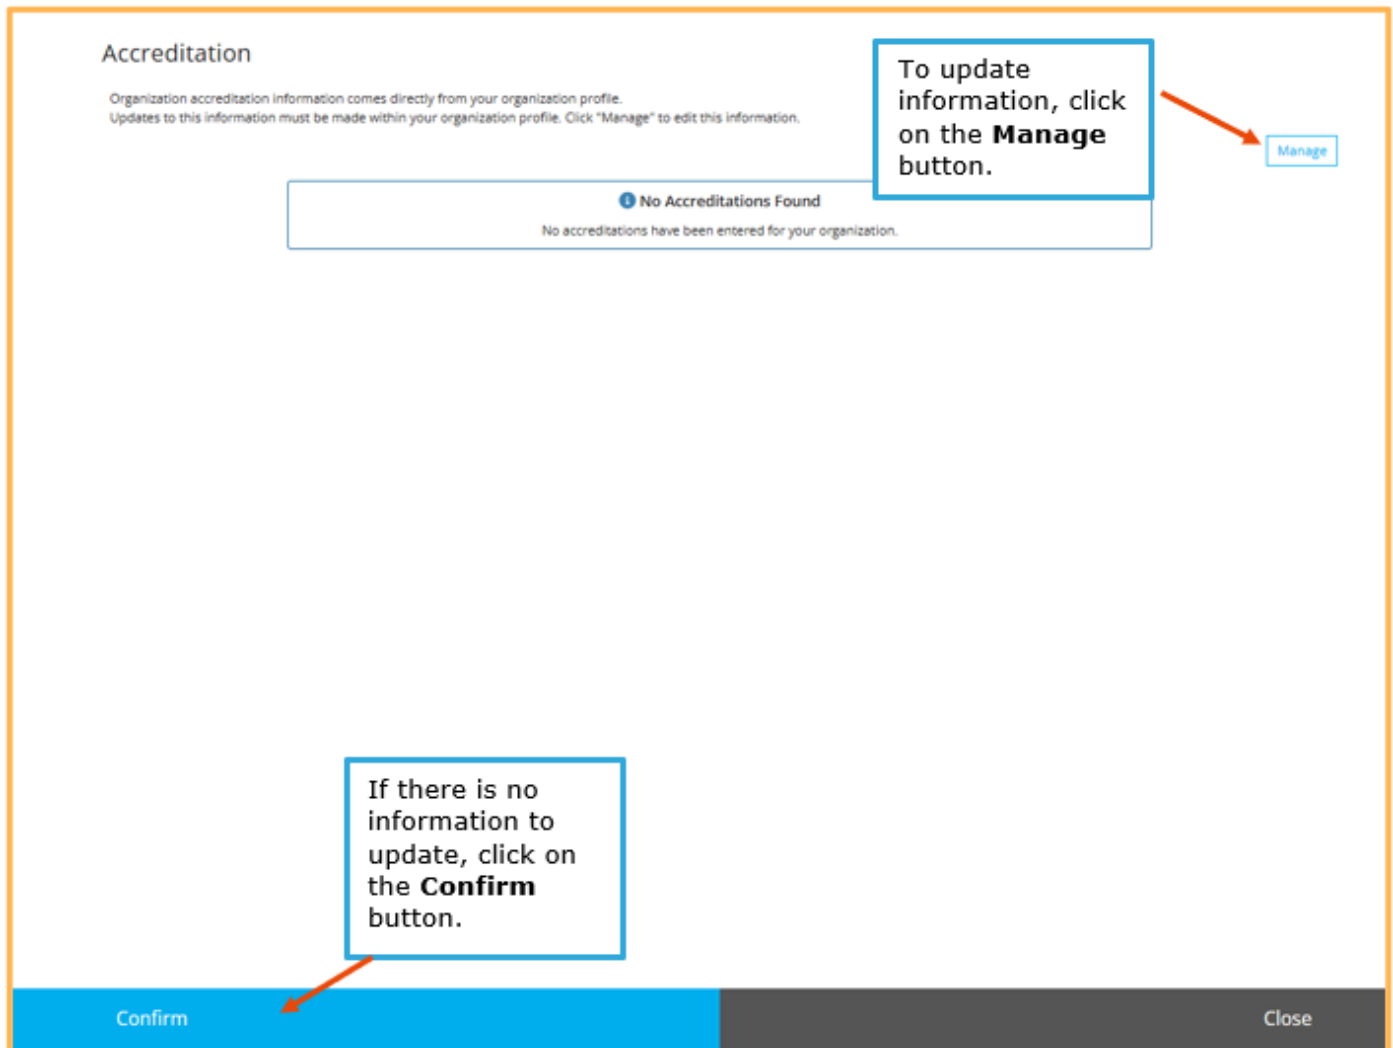 Accreditation
Organization accreditation information comes directly from your organization profile.
Updates to this information must be made within your organization profile. Click "Manage" to edit this information.
To update
information, click
on the Manage
button.
Manage
No Accreditations Found
No accreditations have been entered for your organization.
If there is no
information to
update, click on
the Confirm
button.
Confirm
Close